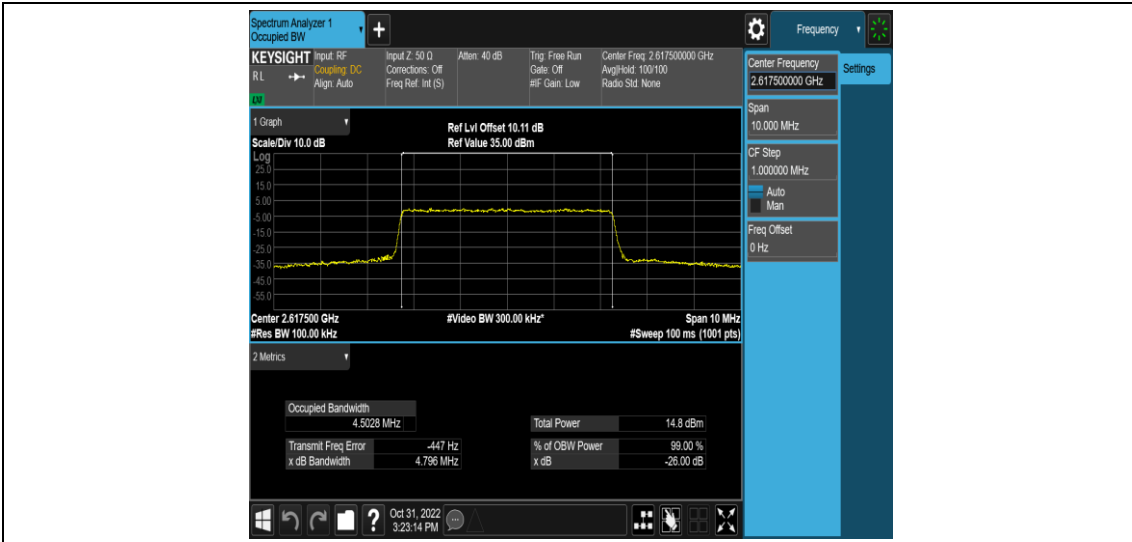 Spectrum Analyzer 1
Occupied BW
Frequency
KEYSIGHT Input: RF Input Z: 50 Ω Atten: 40 dB Trig: Free Run Center Freq: 2.617500000 GHz
RL Coupling: DC Corrections: Off Gate: Off Avg|Hold: 100/100
Align: Auto Freq Ref: Int (S) #IF Gain: Low Radio Std: None
LXI
Center Frequency
2.617500000 GHz
Settings
Span
10.000 MHz
CF Step
1.000000 MHz
Auto
Man
Freq Offset
0 Hz
1 Graph
Ref Lvl Offset 10.11 dB
Scale/Div 10.0 dB Ref Value 35.00 dBm
Log
25.0
15.0
5.00
-5.00
-15.0
-25.0
-35.0
-45.0
-55.0
Center 2.617500 GHz #Video BW 300.00 kHz* Span 10 MHz
#Res BW 100.00 kHz #Sweep 100 ms (1001 pts)
2 Metrics
Occupied Bandwidth
4.5028 MHz Total Power 14.8 dBm
Transmit Freq Error -447 Hz % of OBW Power 99.00 %
x dB Bandwidth 4.796 MHz x dB -26.00 dB
? Oct 31, 2022
3:23:14 PM